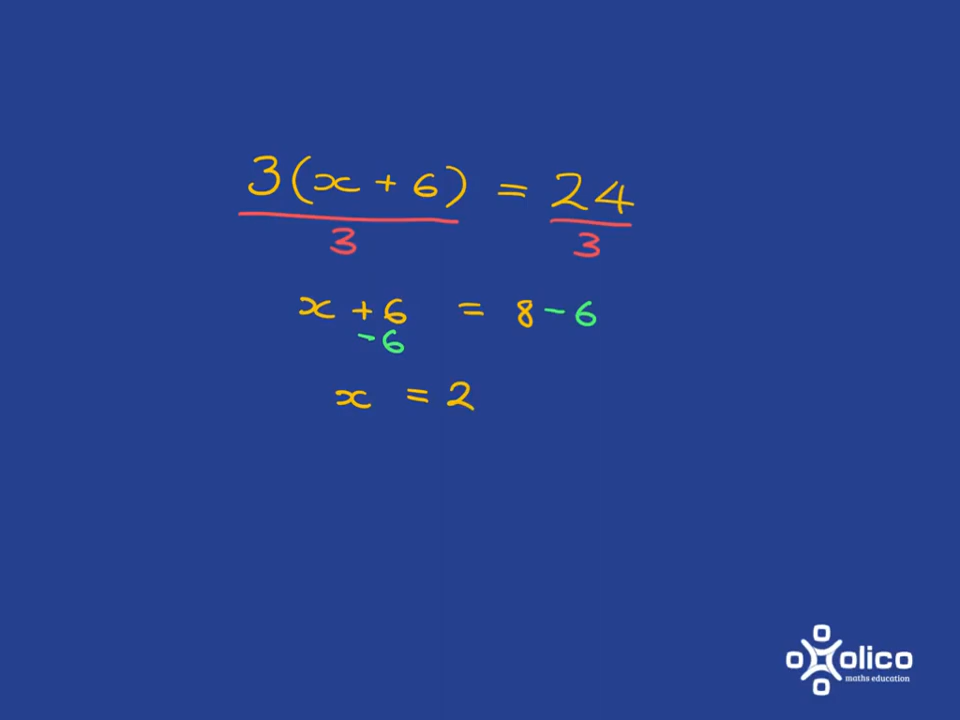 3(x + 6) = 24
3 3
x + 6 = 8 - 6
-6
x = 2
olico
maths education